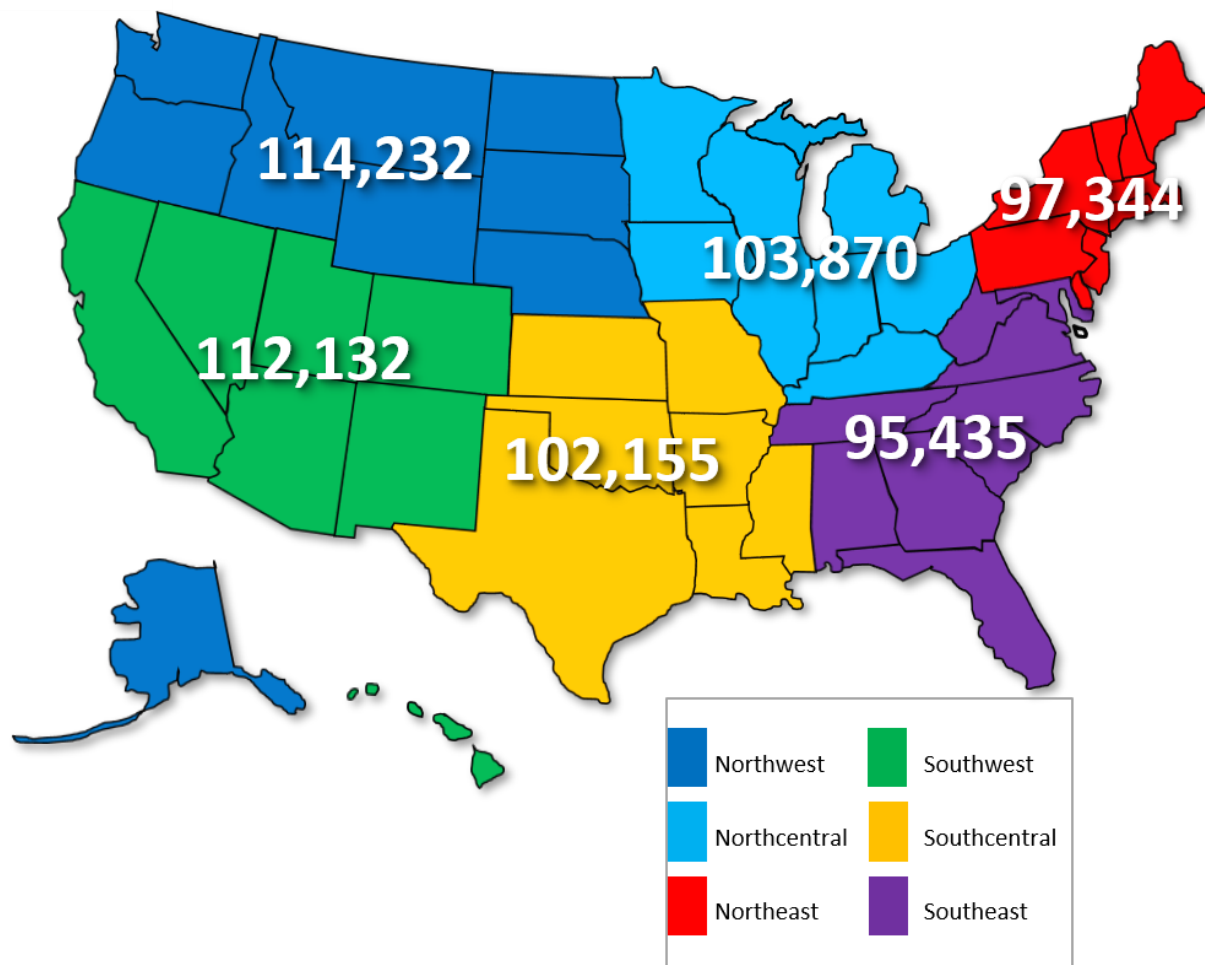 114,232
97,344
103,870
112,132
95,435
102,155
Northwest
Southwest
Northcentral
Southcentral
Northeast
Southeast